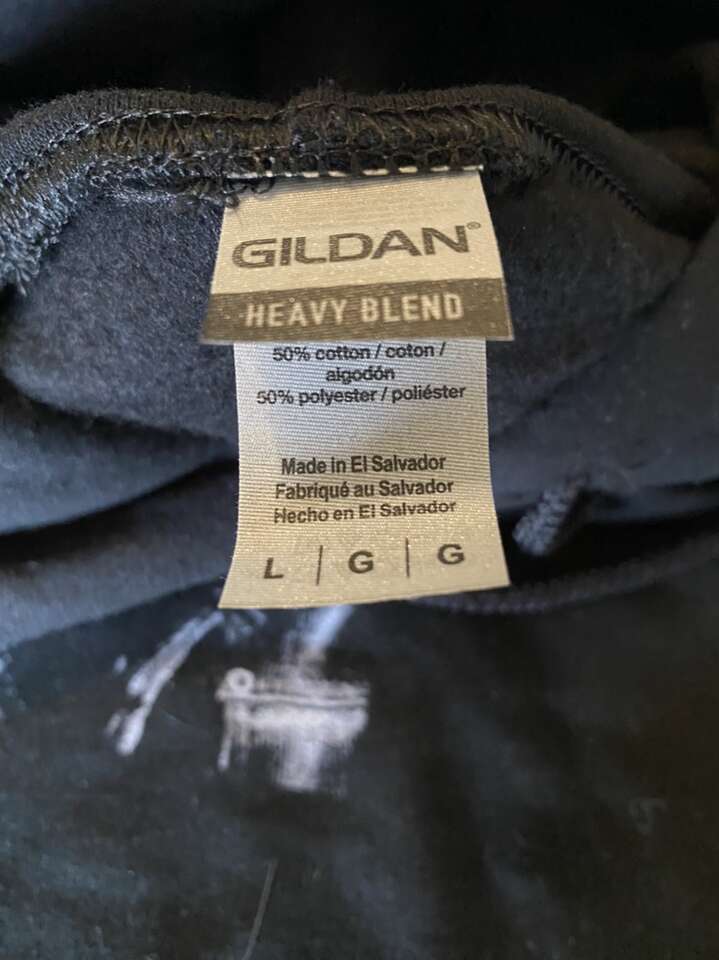 GILDAN®
HEAVY BLEND
50% cotton / coton /
algodón
50% polyester / poliéster
Made in El Salvador
Fabriqué au Salvador
Hecho en El Salvador
L | G | G